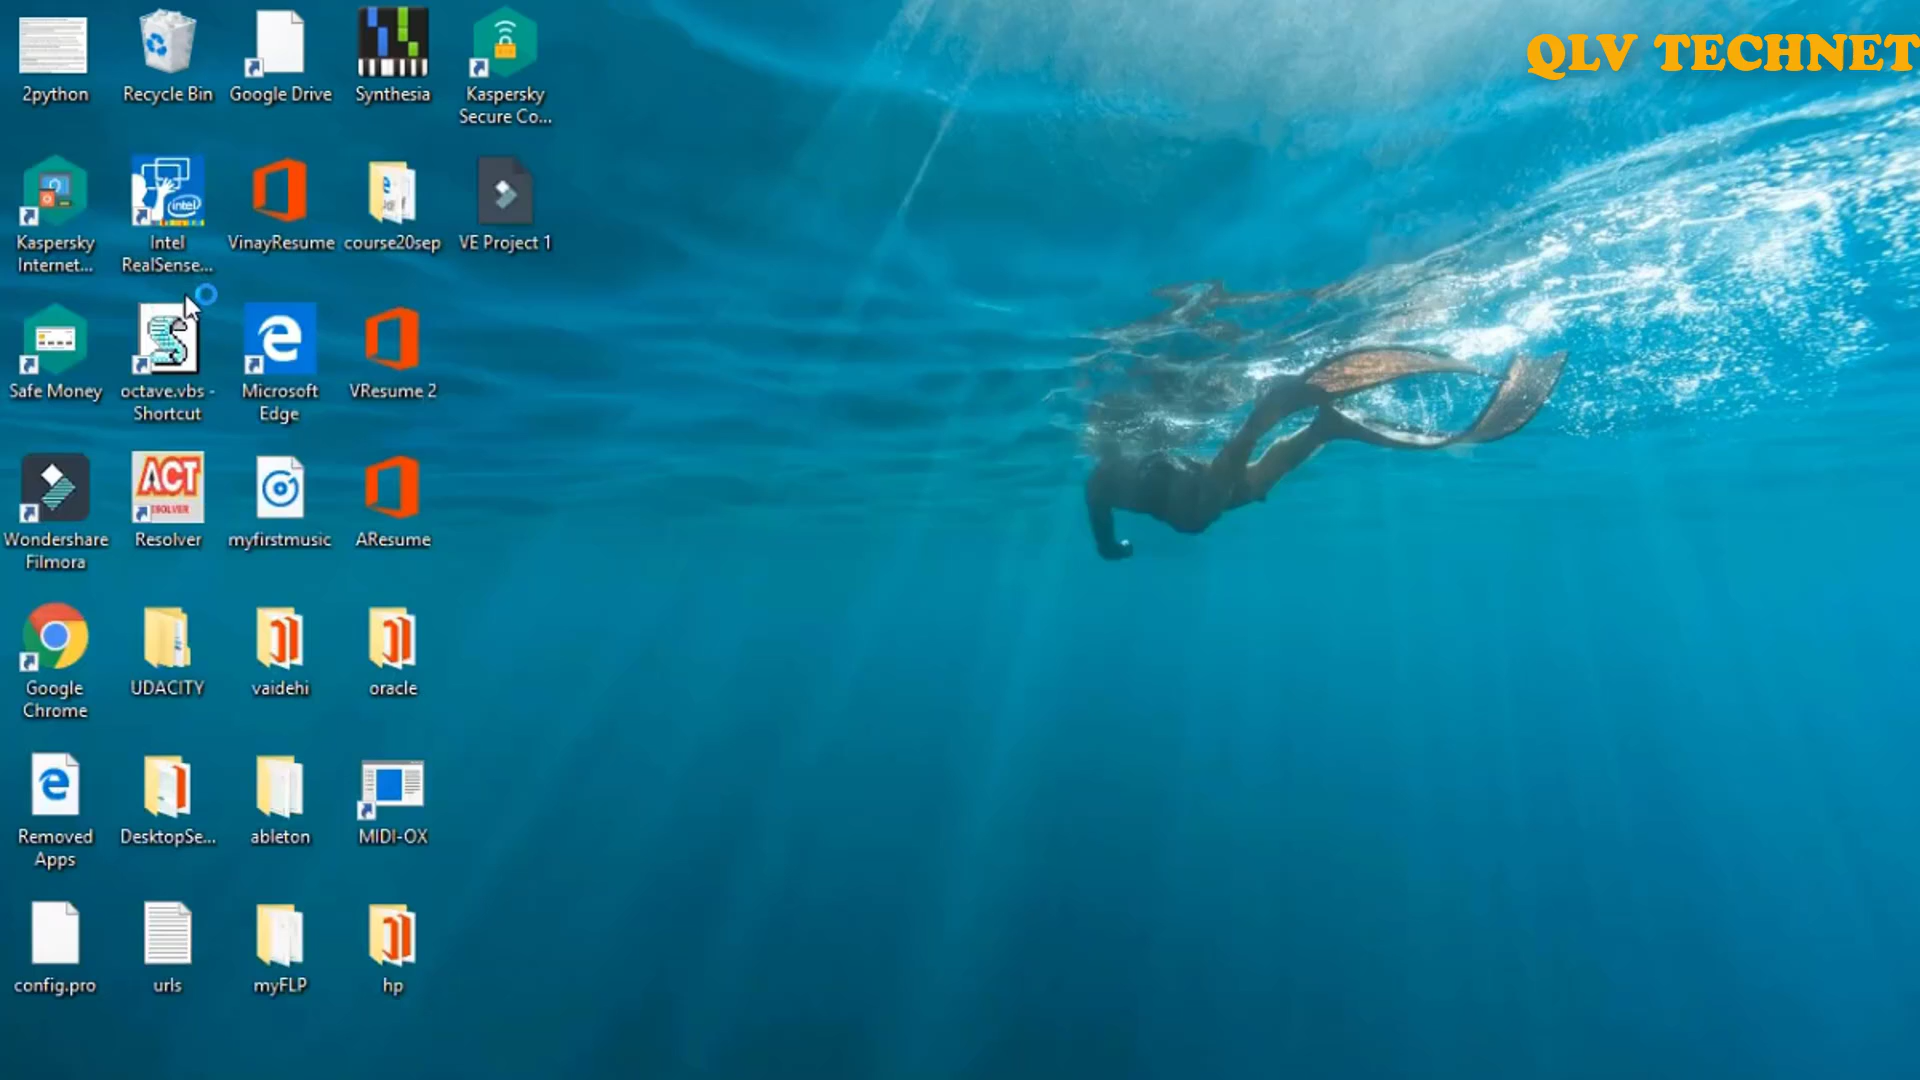 QLV TECHNET
2python
Recycle Bin
Google Drive
Synthesia
Kaspersky
Secure Co...
Kaspersky
Internet...
intel
Intel
RealSense...
VinayResume
course20sep
VE Project 1
Safe Money
octave.vbs -
Shortcut
Microsoft
Edge
VResume 2
Wondershare
Filmora
ACT
Resolver
myfirstmusic
AResume
Google
Chrome
UDACITY
vaidehi
oracle
Removed
Apps
DesktopSe...
ableton
MIDI-OX
config.pro
urls
myFLP
hp